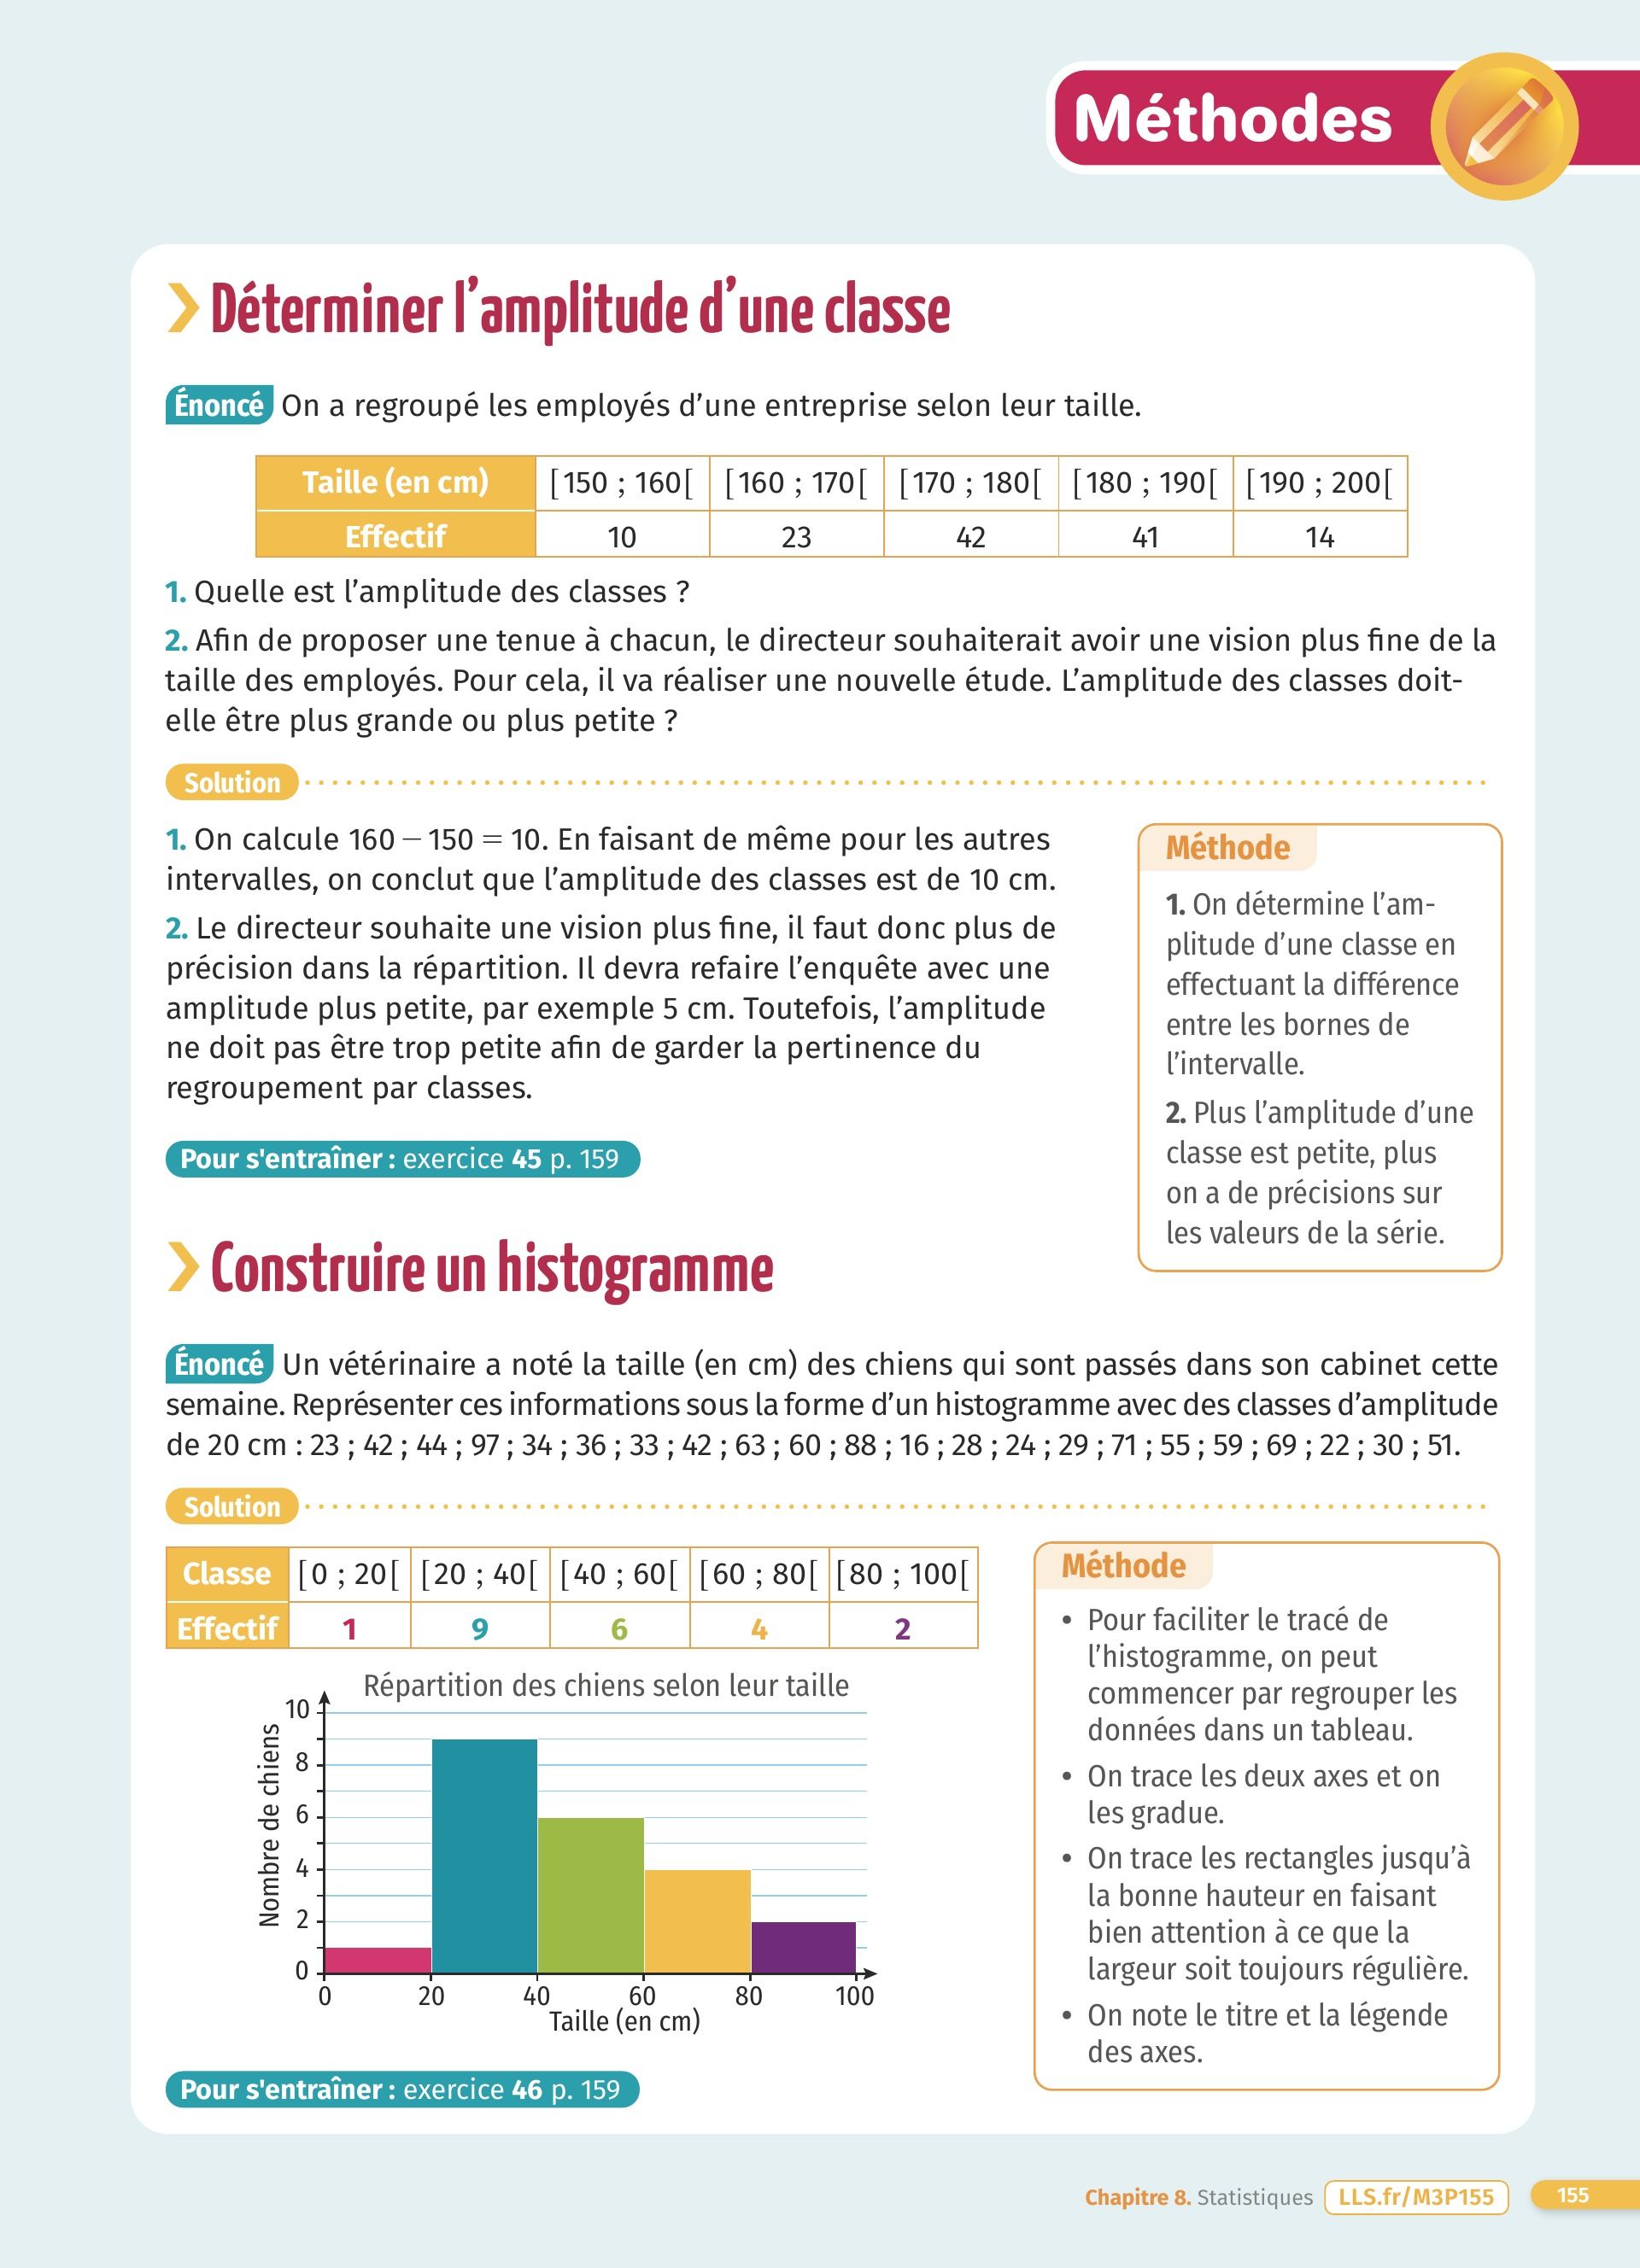 Méthodes
Déterminer l'amplitude d'une classe
Énoncé On a regroupé les employés d'une entreprise selon leur taille.
Taille (en cm) [150 ; 160[ [160 ; 170[ [170 ; 180[ [180 ; 190[ [190 ; 200[
Effectif 10 23 42 41 14
1. Quelle est l'amplitude des classes ?
2. Afin de proposer une tenue à chacun, le directeur souhaiterait avoir une vision plus fine de la
taille des employés. Pour cela, il va réaliser une nouvelle étude. L'amplitude des classes doit-
elle être plus grande ou plus petite ?
Solution
1. On calcule 160 – 150 = 10. En faisant de même pour les autres
intervalles, on conclut que l'amplitude des classes est de 10 cm.
2. Le directeur souhaite une vision plus fine, il faut donc plus de
précision dans la répartition. Il devra refaire l'enquête avec une
amplitude plus petite, par exemple 5 cm. Toutefois, l'amplitude
ne doit pas être trop petite afin de garder la pertinence du
regroupement par classes.
Pour s'entraîner : exercice 45 p. 159
Méthode
1. On détermine l'am-
plitude d'une classe en
effectuant la différence
entre les bornes de
l'intervalle.
2. Plus l'amplitude d'une
classe est petite, plus
on a de précisions sur
les valeurs de la série.
Construire un histogramme
Énoncé Un vétérinaire a noté la taille (en cm) des chiens qui sont passés dans son cabinet cette
semaine. Représenter ces informations sous la forme d'un histogramme avec des classes d'amplitude
de 20 cm : 23 ; 42 ; 44 ; 97 ; 34 ; 36 ; 33 ; 42 ; 63 ; 60 ; 88 ; 16 ; 28 ; 24 ; 29 ; 71 ; 55 ; 59 ; 69 ; 22 ; 30 ; 51.
Solution
Classe [0 ; 20[ [20 ; 40[ [40 ; 60[ [60 ; 80[ [80 ; 100[
Effectif 1 9 6 4 2
Répartition des chiens selon leur taille
Nombre de chiens
10
8
6
4
2
0
0 20 40 60 80 100
Taille (en cm)
Pour s'entraîner : exercice 46 p. 159
Méthode
• Pour faciliter le tracé de
l'histogramme, on peut
commencer par regrouper les
données dans un tableau.
• On trace les deux axes et on
les gradue.
• On trace les rectangles jusqu'à
la bonne hauteur en faisant
bien attention à ce que la
largeur soit toujours régulière.
• On note le titre et la légende
des axes.
Chapitre 8. Statistiques LLS.fr/M3P155 155